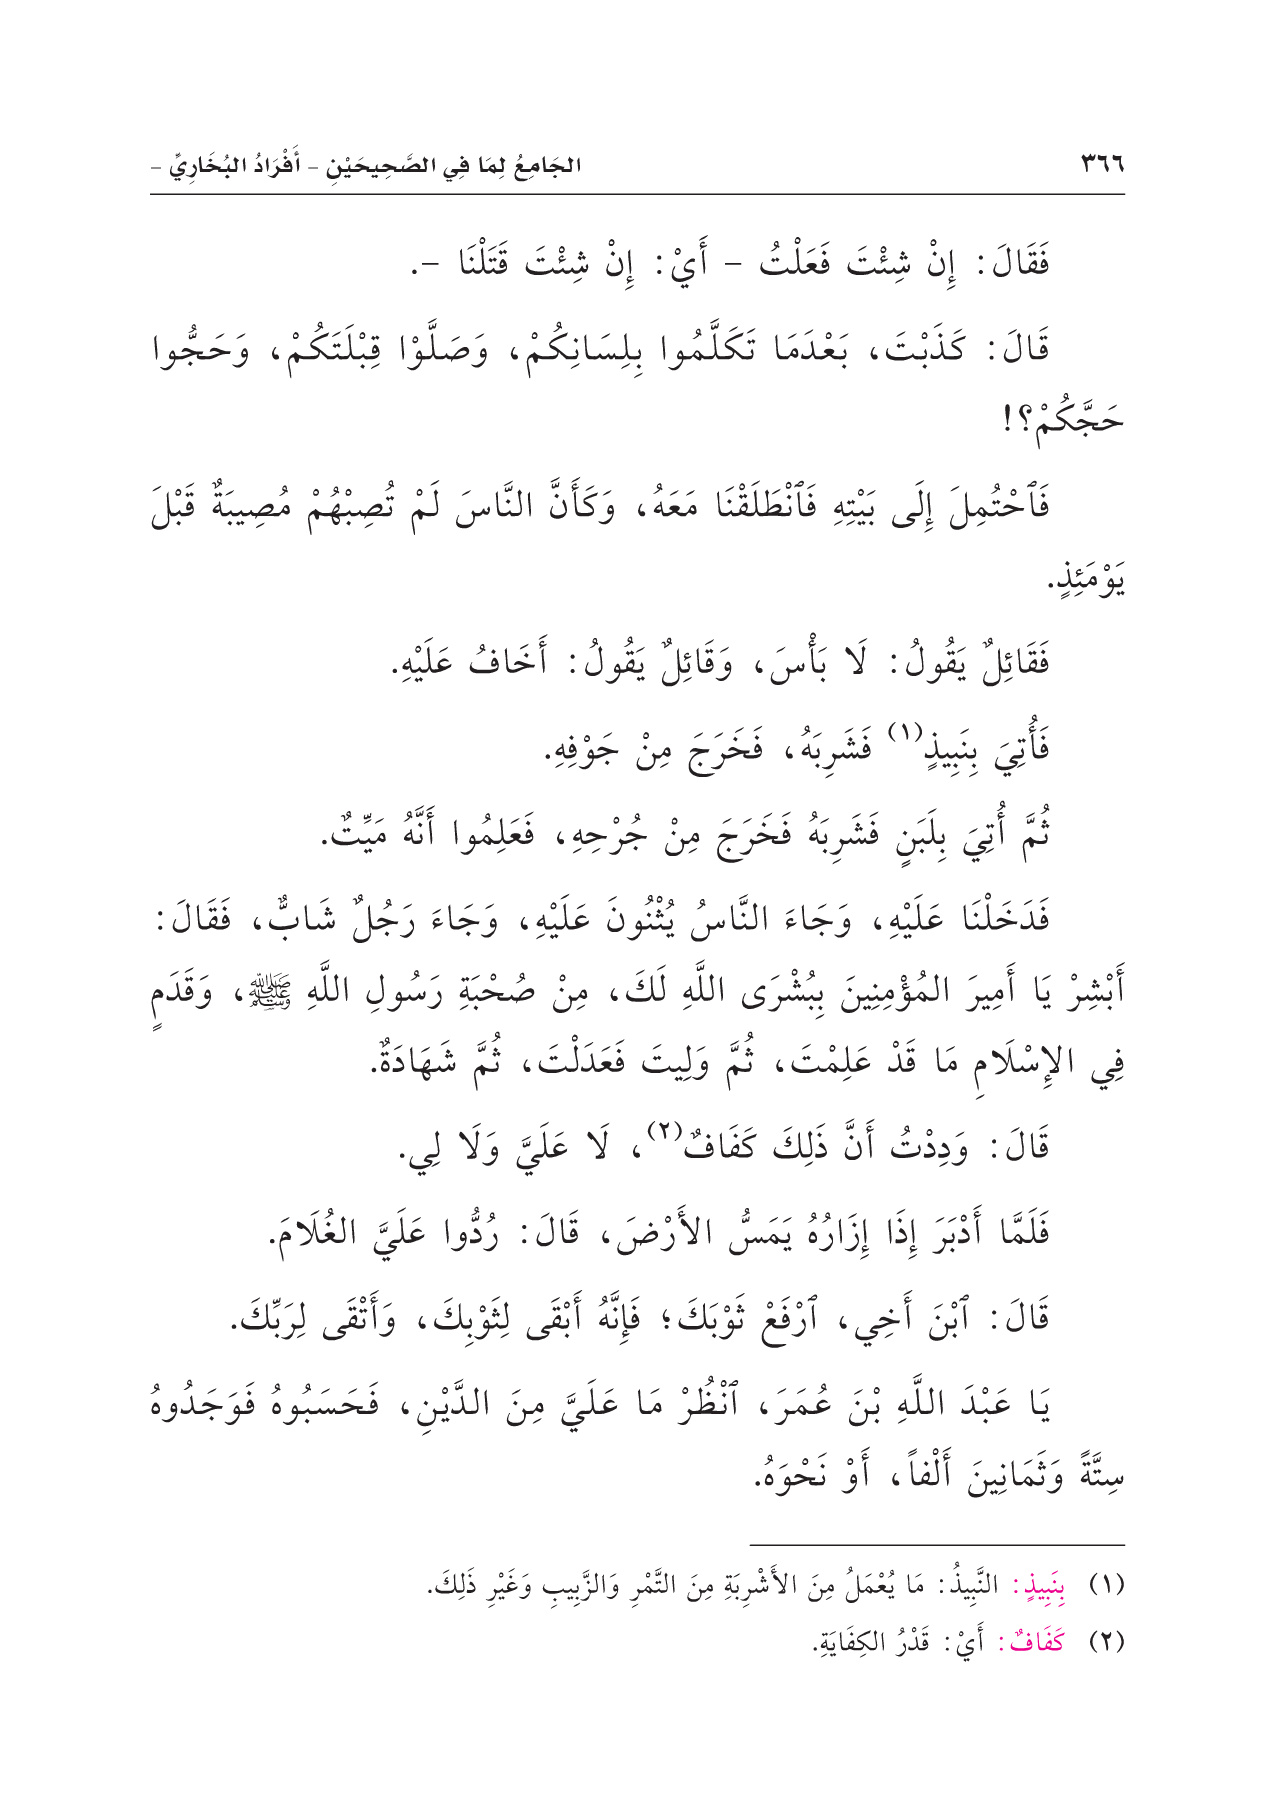 ٣٦٦ الجَامِعُ لِمَا فِي الصَّحِيحَيْنِ - أَفْرَادُ البُخَارِيِّ -
فَقَالَ: إِنْ شِئْتَ فَعَلْتُ - أَيْ: إِنْ شِئْتَ قَتَلْنَا -.
قَالَ: كَذَبْتَ، بَعْدَمَا تَكَلَّمُوا بِلِسَانِكُمْ، وَصَلَّوْا قِبْلَتَكُمْ، وَحَجُّوا
حَجَّكُمْ؟!
فَٱحْتُمِلَ إِلَى بَيْتِهِ فَٱنْطَلَقْنَا مَعَهُ، وَكَأَنَّ النَّاسَ لَمْ تُصِبْهُمْ مُصِيبَةٌ قَبْلَ
يَوْمَئِذٍ.
فَقَائِلٌ يَقُولُ: لَا بَأْسَ، وَقَائِلٌ يَقُولُ: أَخَافُ عَلَيْهِ.
فَأُتِيَ بِنَبِيذٍ(١) فَشَرِبَهُ، فَخَرَجَ مِنْ جَوْفِهِ.
ثُمَّ أُتِيَ بِلَبَنٍ فَشَرِبَهُ فَخَرَجَ مِنْ جُرْحِهِ، فَعَلِمُوا أَنَّهُ مَيِّتٌ.
فَدَخَلْنَا عَلَيْهِ، وَجَاءَ النَّاسُ يُثْنُونَ عَلَيْهِ، وَجَاءَ رَجُلٌ شَابٌّ، فَقَالَ:
أَبْشِرْ يَا أَمِيرَ المُؤْمِنِينَ بِبُشْرَى اللَّهِ لَكَ، مِنْ صُحْبَةِ رَسُولِ اللَّهِ ﷺ، وَقَدَمٍ
فِي الإِسْلَامِ مَا قَدْ عَلِمْتَ، ثُمَّ وَلِيتَ فَعَدَلْتَ، ثُمَّ شَهَادَةٌ.
قَالَ: وَدِدْتُ أَنَّ ذَلِكَ كَفَافٌ(٢)، لَا عَلَيَّ وَلَا لِي.
فَلَمَّا أَدْبَرَ إِذَا إِزَارُهُ يَمَسُّ الأَرْضَ، قَالَ: رُدُّوا عَلَيَّ الغُلَامَ.
قَالَ: ٱبْنَ أَخِي، ٱرْفَعْ ثَوْبَكَ؛ فَإِنَّهُ أَبْقَى لِثَوْبِكَ، وَأَتْقَى لِرَبِّكَ.
يَا عَبْدَ اللَّهِ بْنَ عُمَرَ، ٱنْظُرْ مَا عَلَيَّ مِنَ الدَّيْنِ، فَحَسَبُوهُ فَوَجَدُوهُ
سِتَّةً وَثَمَانِينَ أَلْفاً، أَوْ نَحْوَهُ.
(١) بِنَبِيذٍ: النَّبِيذُ: مَا يُعْمَلُ مِنَ الأَشْرِبَةِ مِنَ التَّمْرِ وَالزَّبِيبِ وَغَيْرِ ذَلِكَ.
(٢) كَفَافٌ: أَيْ: قَدْرُ الكِفَايَةِ.